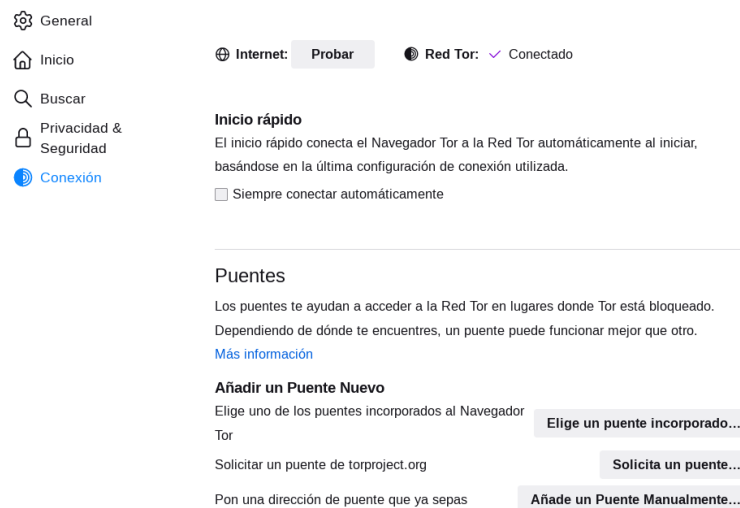 General
Inicio
Buscar
Privacidad &
Seguridad
Conexión
Internet: Probar Red Tor: Conectado
Inicio rápido
El inicio rápido conecta el Navegador Tor a la Red Tor automáticamente al iniciar,
basándose en la última configuración de conexión utilizada.
Siempre conectar automáticamente
Puentes
Los puentes te ayudan a acceder a la Red Tor en lugares donde Tor está bloqueado.
Dependiendo de dónde te encuentres, un puente puede funcionar mejor que otro.
Más información
Añadir un Puente Nuevo
Elige uno de los puentes incorporados al Navegador
Tor
Elige un puente incorporado…
Solicitar un puente de torproject.org Solicita un puente…
Pon una dirección de puente que ya sepas Añade un Puente Manualmente…